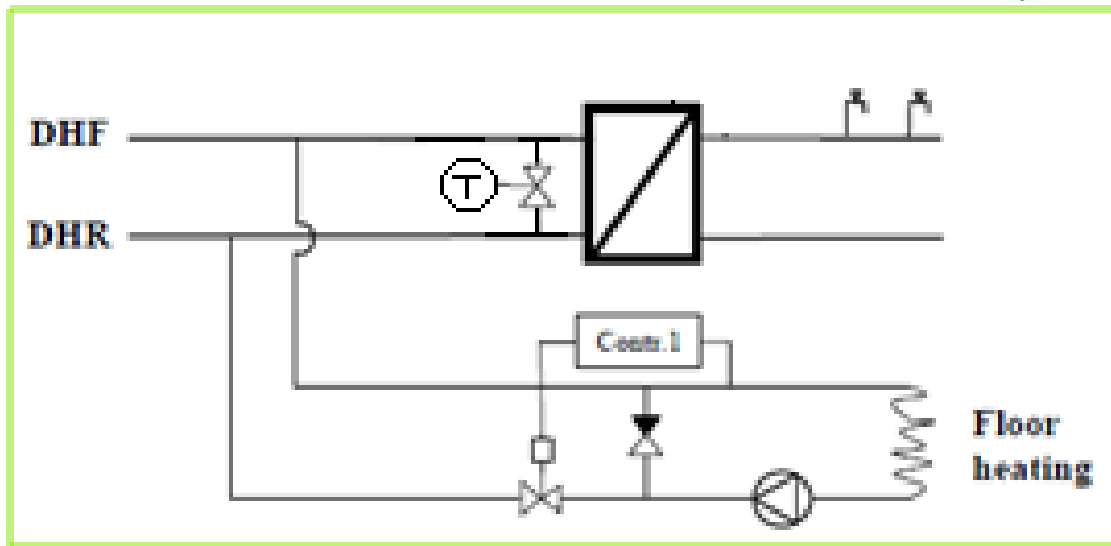 DHF
T
DHR
Contr.1
Floor
heating